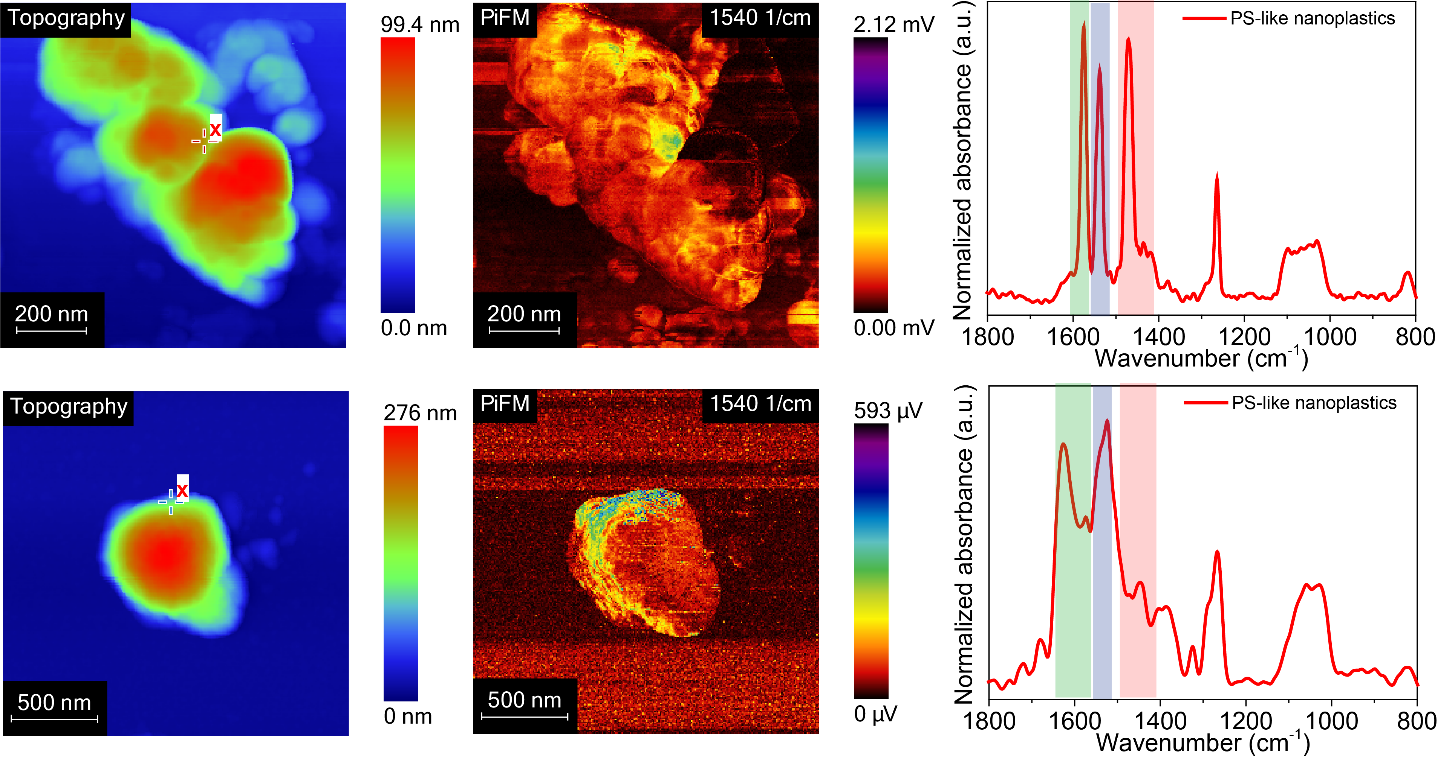 Topography
x
200 nm
99.4 nm
0.0 nm
PiFM
1540 1/cm
200 nm
2.12 mV
0.00 mV
Normalized absorbance (a.u.)
PS-like nanoplastics
1800 1600 1400 1200 1000 800
Wavenumber (cm-1)
Topography
x
500 nm
276 nm
0 nm
PiFM
1540 1/cm
500 nm
593 µV
0 µV
Normalized absorbance (a.u.)
PS-like nanoplastics
1800 1600 1400 1200 1000 800
Wavenumber (cm-1)